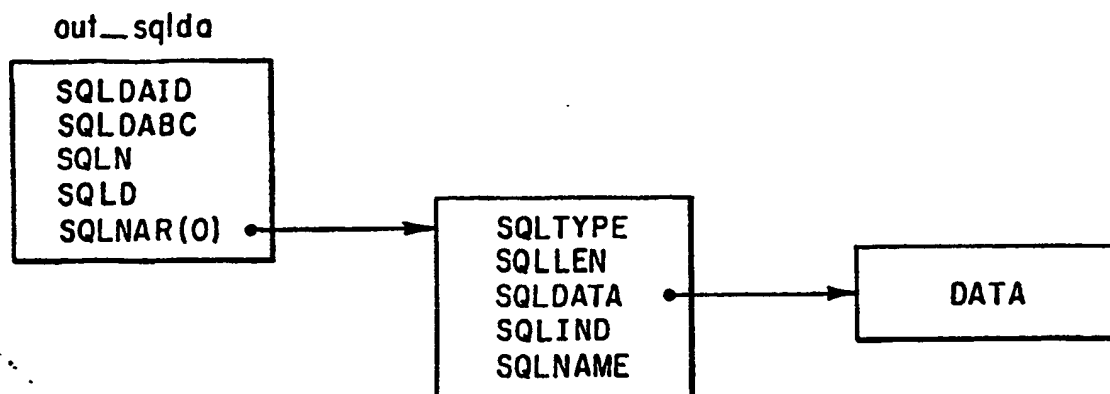 out_sqlda
SQLDAID
SQLDABC
SQLN
SQLD
SQLNAR(0)
SQLTYPE
SQLLEN
SQLDATA
SQLIND
SQLNAME
DATA